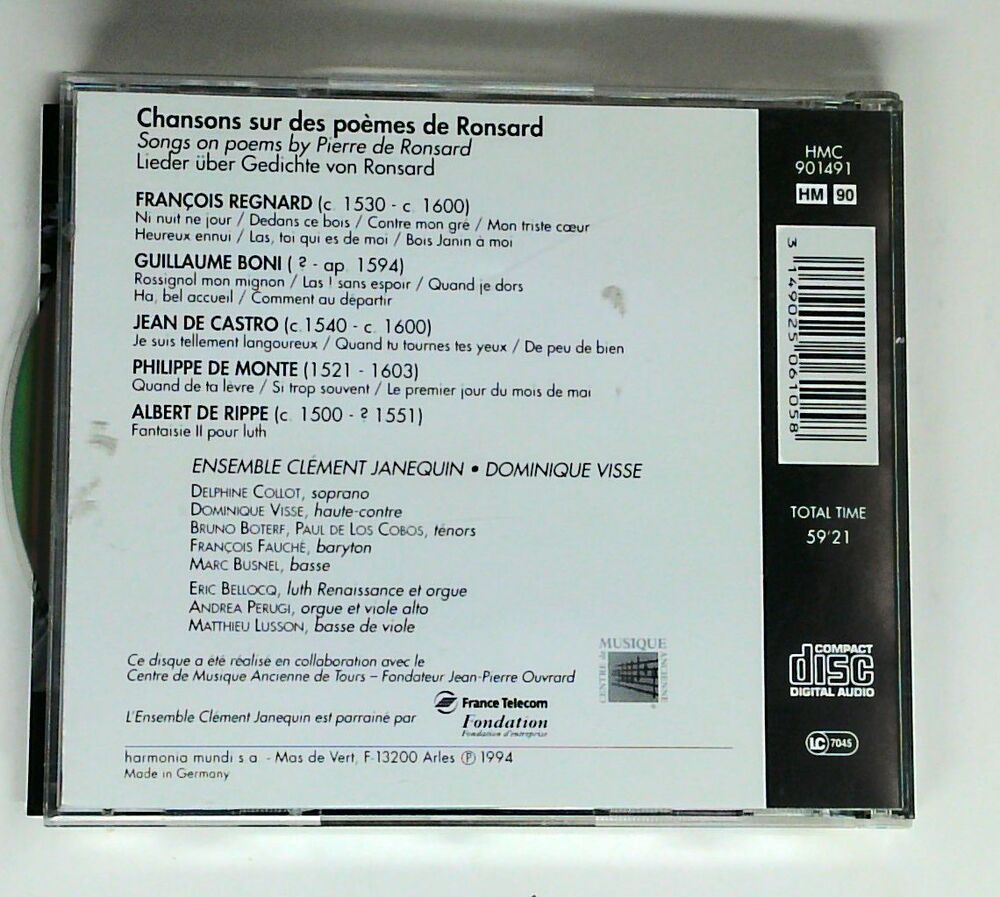 Chansons sur des poèmes de Ronsard
Songs on poems by Pierre de Ronsard
Lieder über Gedichte von Ronsard
FRANÇOIS REGNARD (c. 1530 - c. 1600)
Ni nuit ne jour / Dedans ce bois / Contre mon gré / Mon triste cœur
Heureux ennui / Las, toi qui es de moi / Bois Janin à moi
GUILLAUME BONI ( ? - ap. 1594)
Rossignol mon mignon / Las ! sans espoir / Quand je dors
Ha, bel accueil / Comment au départir
JEAN DE CASTRO (c. 1540 - c. 1600)
Je suis tellement langoureux / Quand tu tournes tes yeux / De peu de bien
PHILIPPE DE MONTE (1521 - 1603)
Quand de ta lèvre / Si trop souvent / Le premier jour du mois de mai
ALBERT DE RIPPE (c. 1500 - ? 1551)
Fantaisie II pour luth
ENSEMBLE CLÉMENT JANEQUIN • DOMINIQUE VISSE
DELPHINE COLLOT, soprano
DOMINIQUE VISSE, haute-contre
BRUNO BOTERF, PAUL DE LOS COBOS, ténors
FRANÇOIS FAUCHÉ, baryton
MARC BUSNEL, basse
ERIC BELLOCQ, luth Renaissance et orgue
ANDREA PERUGI, orgue et viole alto
MATTHIEU LUSSON, basse de viole
Ce disque a été réalisé en collaboration avec le
Centre de Musique Ancienne de Tours – Fondateur Jean-Pierre Ouvrard
CENTRE de
MUSIQUE
ANCIENNE
L'Ensemble Clément Janequin est parrainé par
France Telecom
Fondation
Fondation d'entreprise
harmonia mundi s.a. - Mas de Vert, F-13200 Arles ℗ 1994
Made in Germany
HMC
901491
HM 90
3 149025 061058
TOTAL TIME
59'21
COMPACT
disc
DIGITAL AUDIO
LC 7045